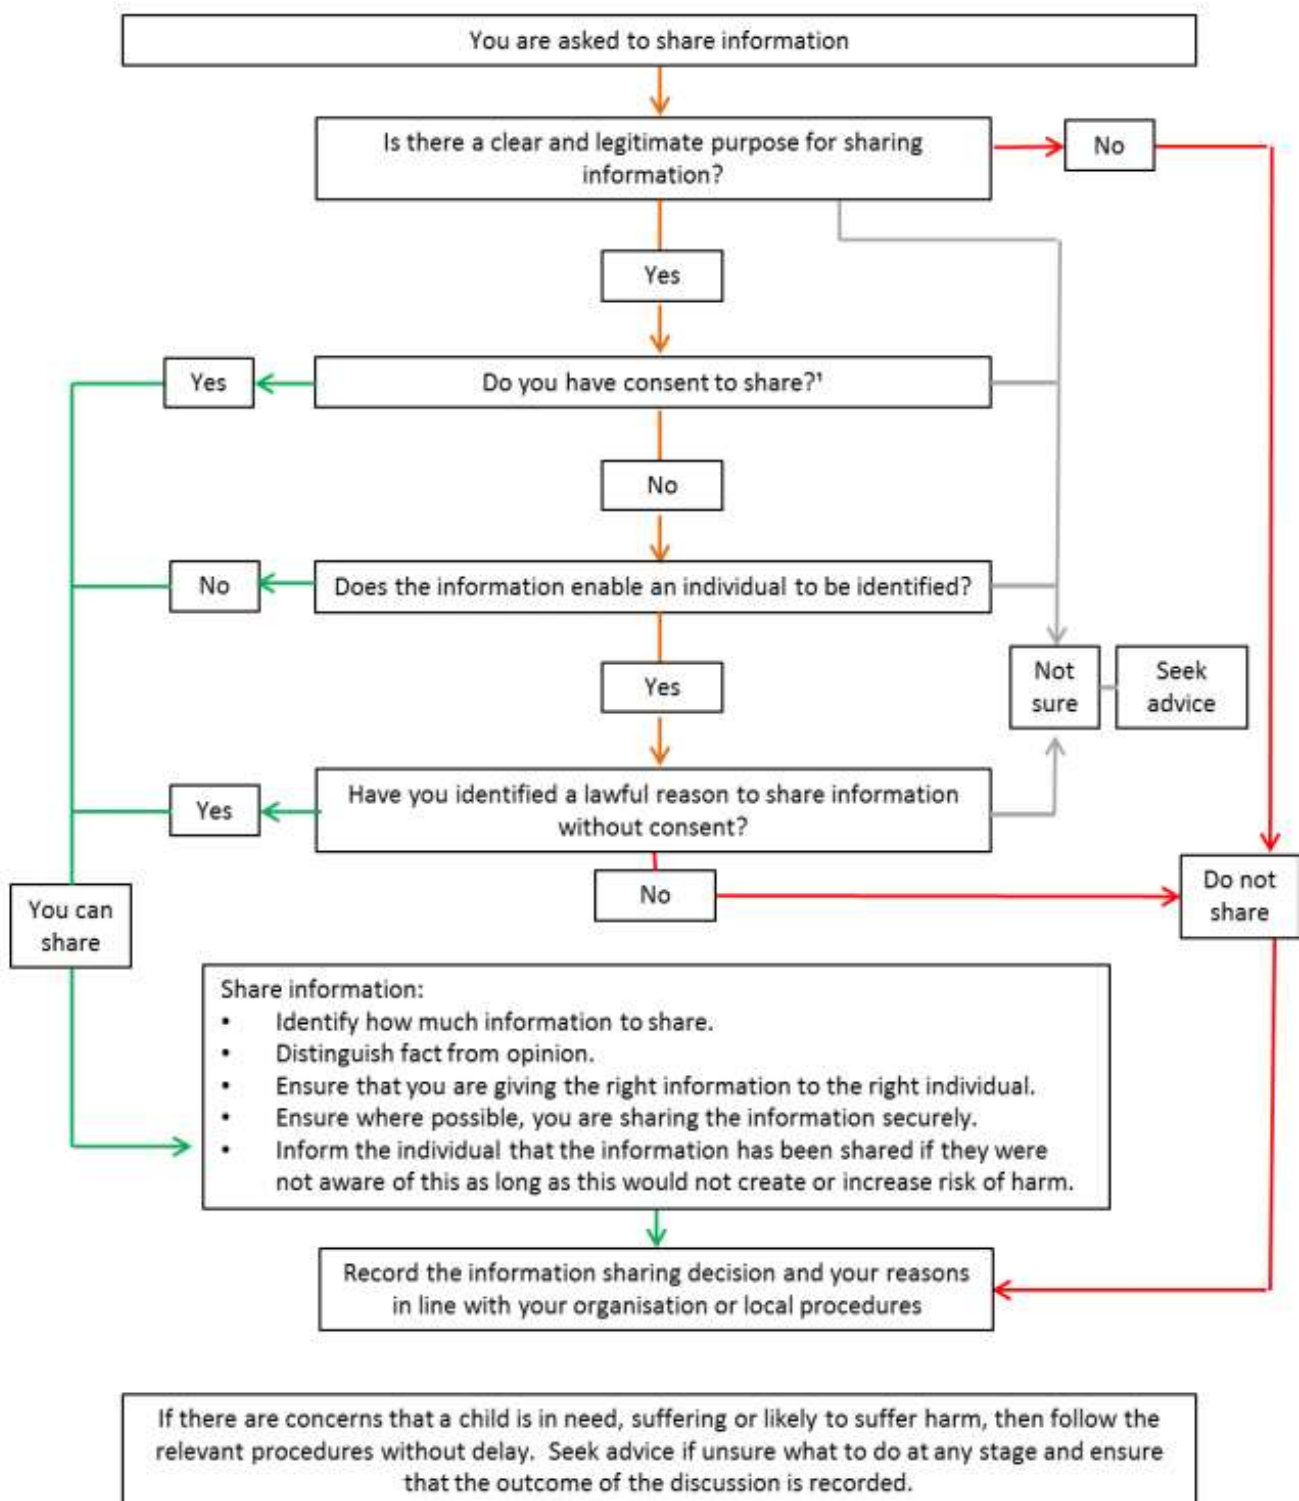 You are asked to share information
Is there a clear and legitimate purpose for sharing
information?
No
Yes
Yes
Do you have consent to share?¹
No
No
Does the information enable an individual to be identified?
Yes
Not
sure
Seek
advice
Yes
Have you identified a lawful reason to share information
without consent?
No
Do not
share
You can
share
Share information:
• Identify how much information to share.
• Distinguish fact from opinion.
• Ensure that you are giving the right information to the right individual.
• Ensure where possible, you are sharing the information securely.
• Inform the individual that the information has been shared if they were
not aware of this as long as this would not create or increase risk of harm.
Record the information sharing decision and your reasons
in line with your organisation or local procedures
If there are concerns that a child is in need, suffering or likely to suffer harm, then follow the
relevant procedures without delay.  Seek advice if unsure what to do at any stage and ensure
that the outcome of the discussion is recorded.